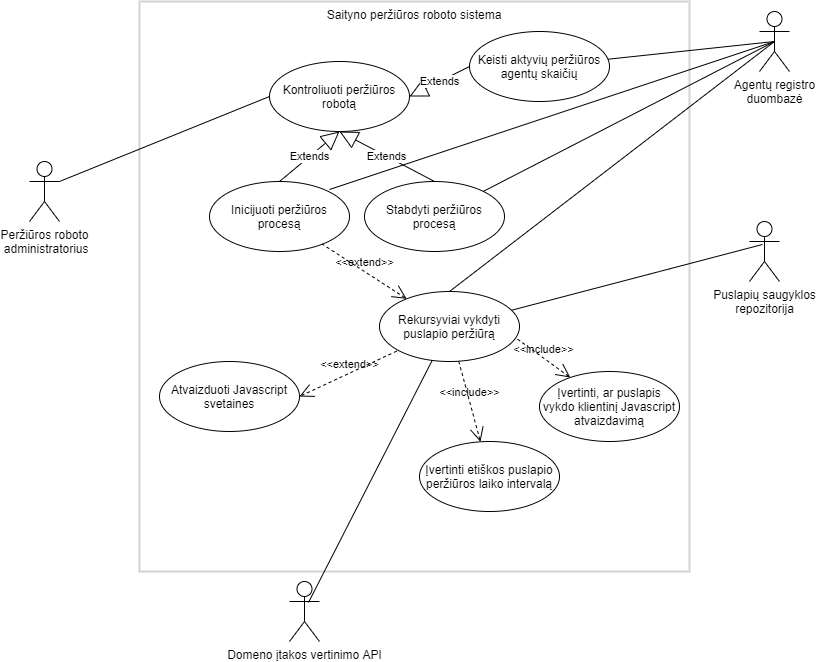 Saityno peržiūros roboto sistema
Keisti aktyvių peržiūros
agentų skaičių
Agentų registro
duombazė
Kontroliuoti peržiūros
robotą
Extends
Extends
Extends
Peržiūros roboto
administratorius
Inicijuoti peržiūros
procesą
Stabdyti peržiūros
procesą
<<extend>>
Puslapių saugyklos
repozitorija
Rekursyviai vykdyti
puslapio peržiūrą
<<include>>
<<extend>>
<<include>>
Atvaizduoti Javascript
svetaines
Įvertinti, ar puslapis
vykdo klientinį Javascript
atvaizdavimą
Įvertinti etiškos puslapio
peržiūros laiko intervalą
Domeno įtakos vertinimo API